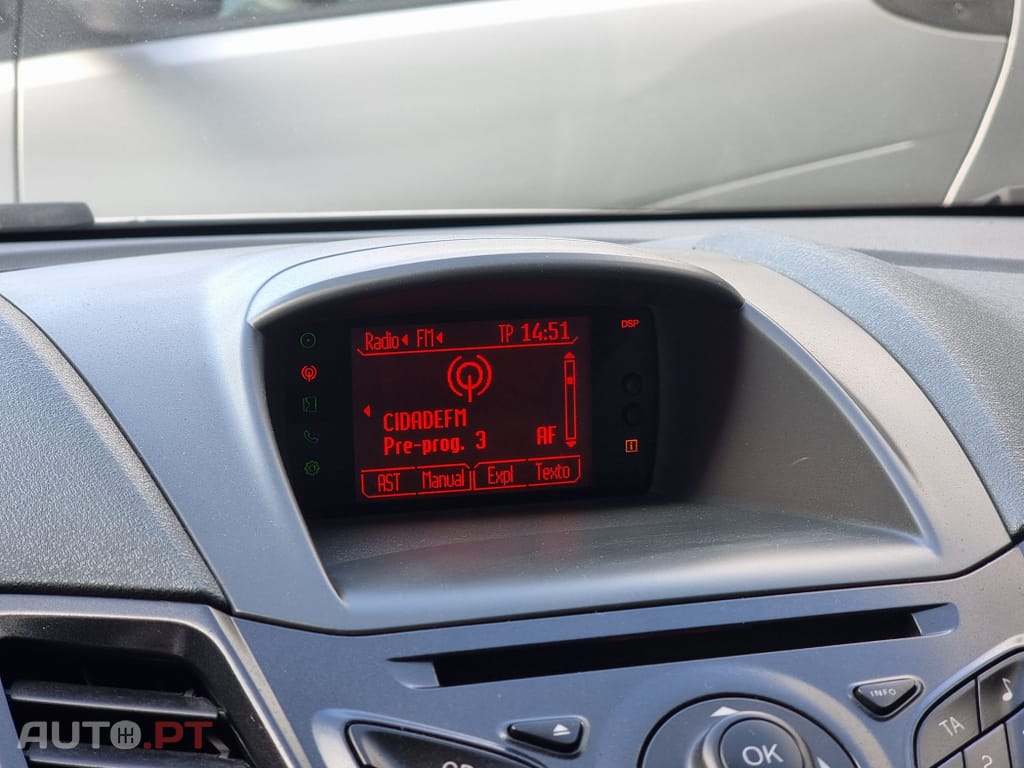 Radio FM TP 14:51
DSP
CIDADEFM
Pre-prog. 3 AF
i
AST Manual Expl Texto
INFO
TA
OK
2
AUTO.PT